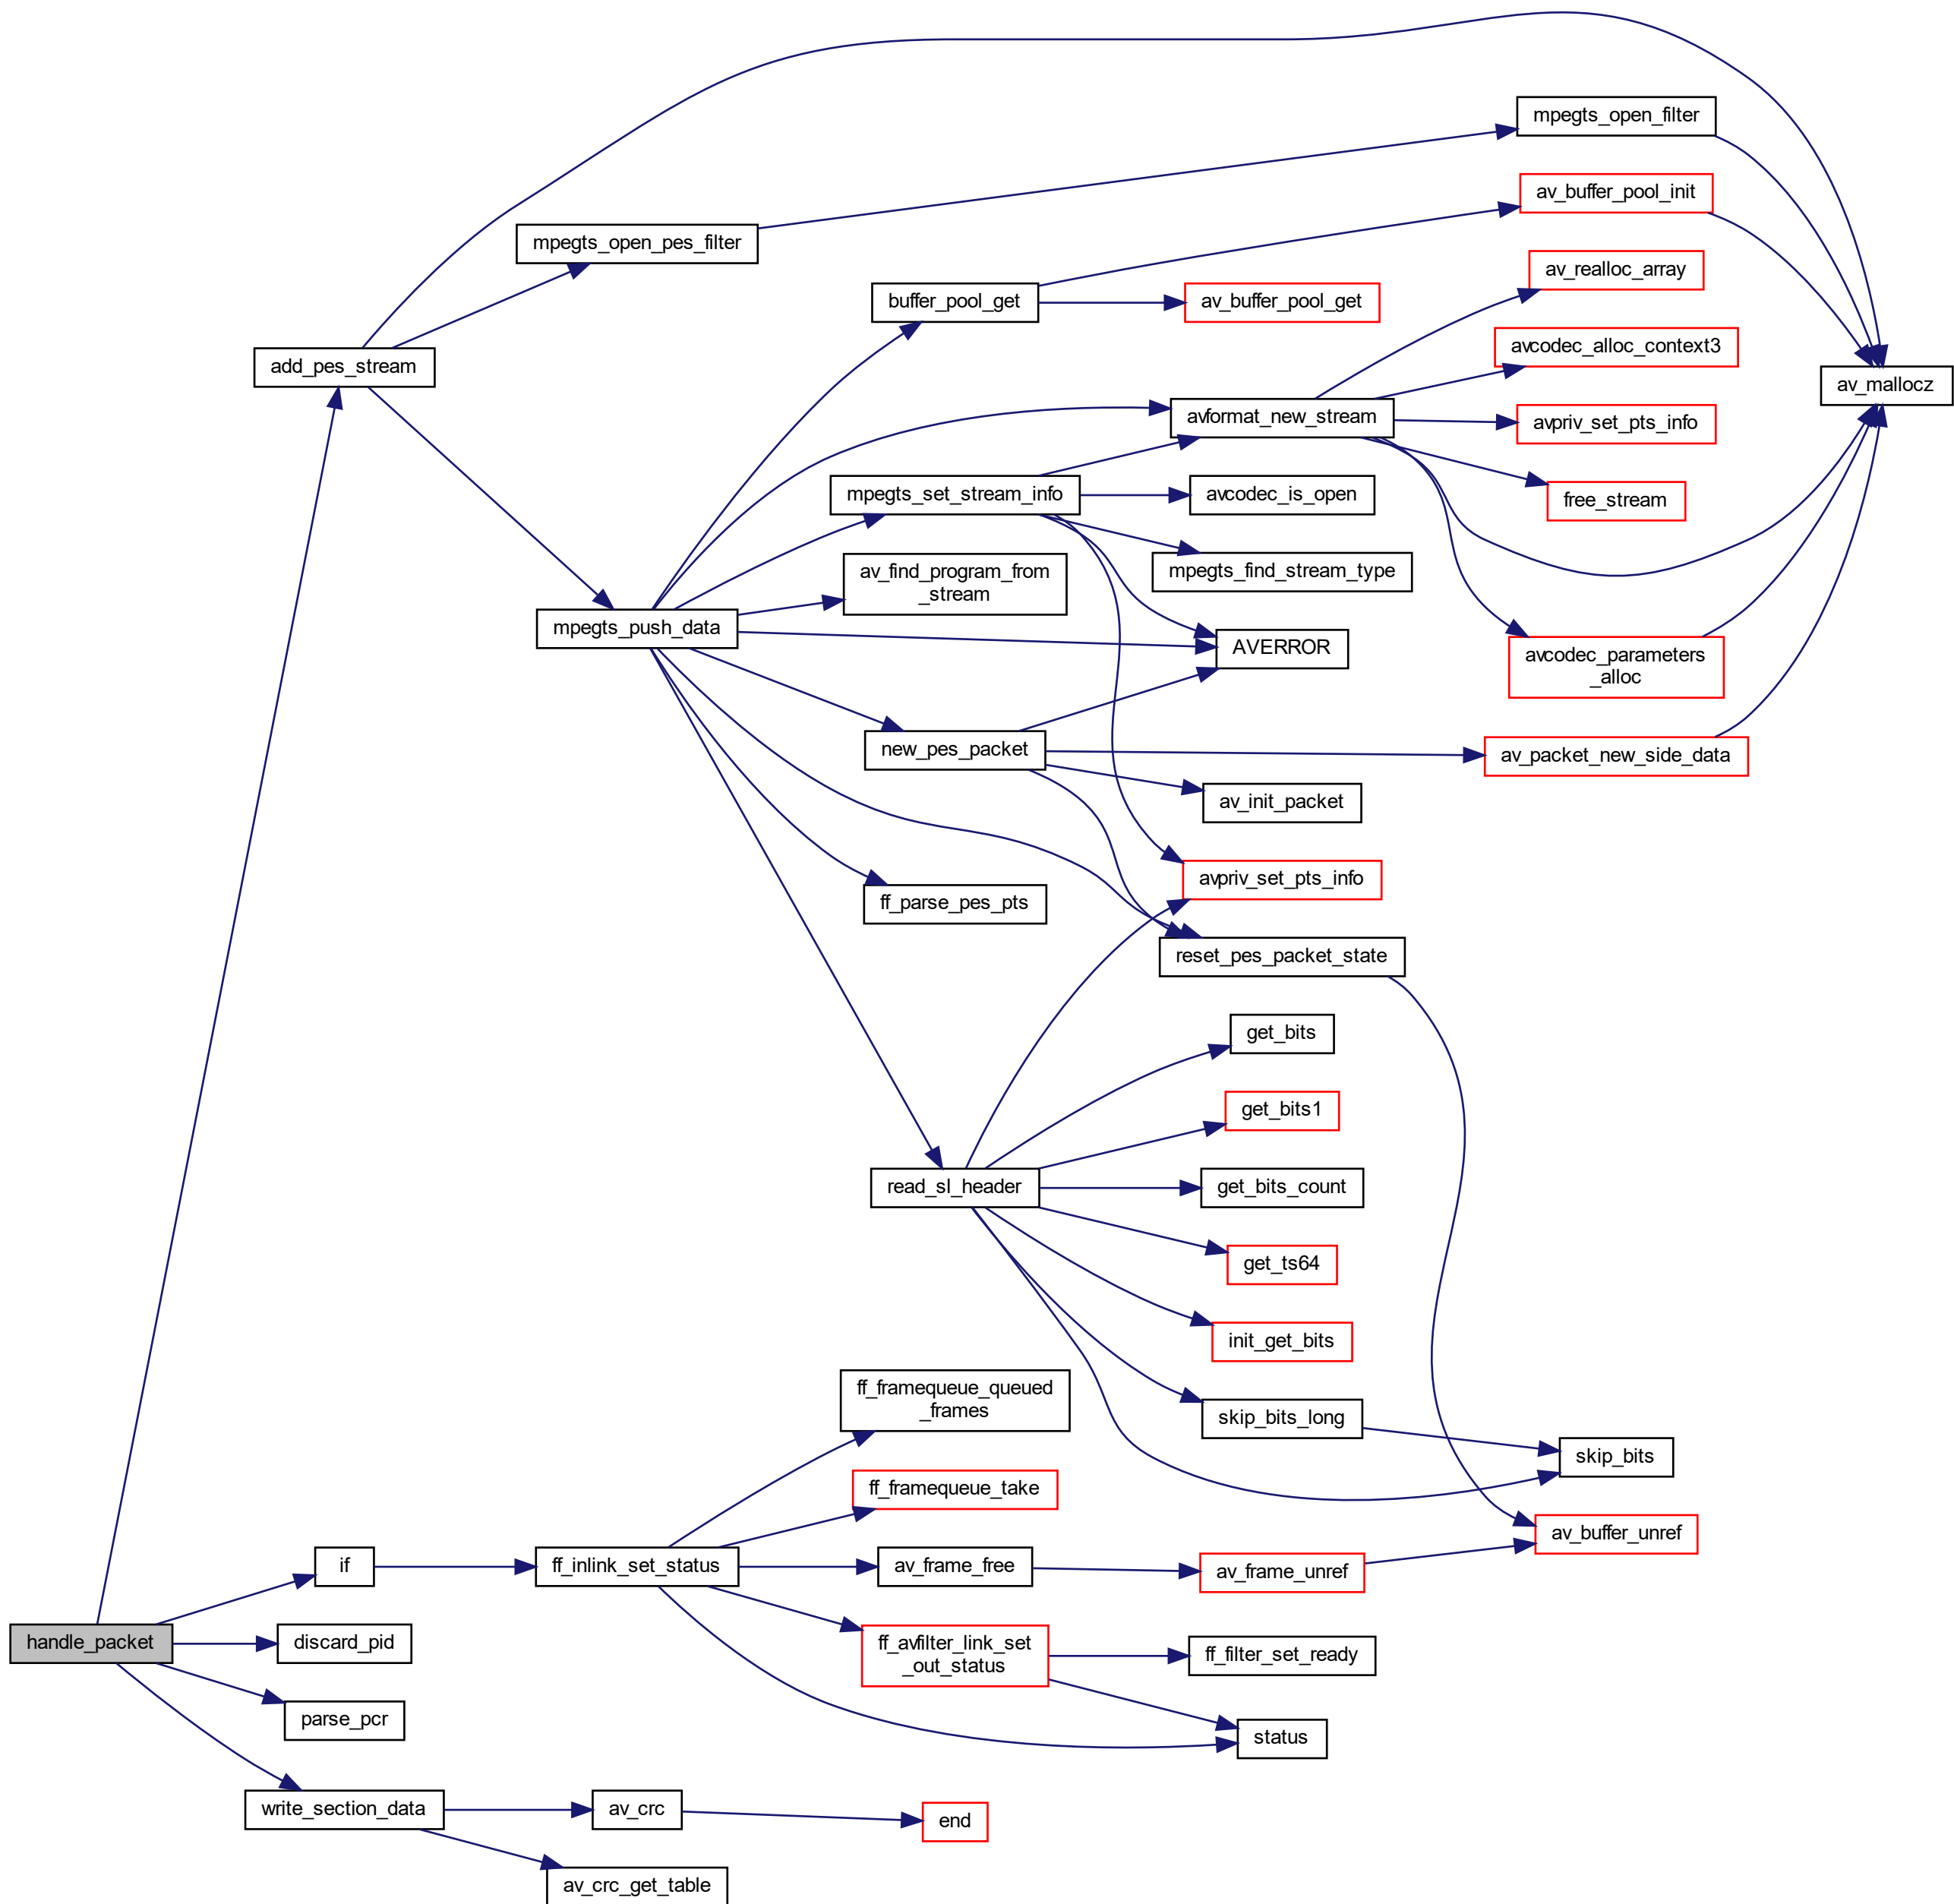 mpegts_open_filter
av_buffer_pool_init
mpegts_open_pes_filter
av_realloc_array
buffer_pool_get
av_buffer_pool_get
avcodec_alloc_context3
add_pes_stream
av_mallocz
avformat_new_stream
avpriv_set_pts_info
mpegts_set_stream_info
avcodec_is_open
free_stream
av_find_program_from
_stream
mpegts_find_stream_type
mpegts_push_data
AVERROR
avcodec_parameters
_alloc
new_pes_packet
av_packet_new_side_data
av_init_packet
avpriv_set_pts_info
ff_parse_pes_pts
reset_pes_packet_state
get_bits
get_bits1
read_sl_header
get_bits_count
get_ts64
init_get_bits
ff_framequeue_queued
_frames
skip_bits_long
skip_bits
ff_framequeue_take
av_buffer_unref
if
ff_inlink_set_status
av_frame_free
av_frame_unref
handle_packet
discard_pid
ff_avfilter_link_set
_out_status
ff_filter_set_ready
parse_pcr
status
write_section_data
av_crc
end
av_crc_get_table